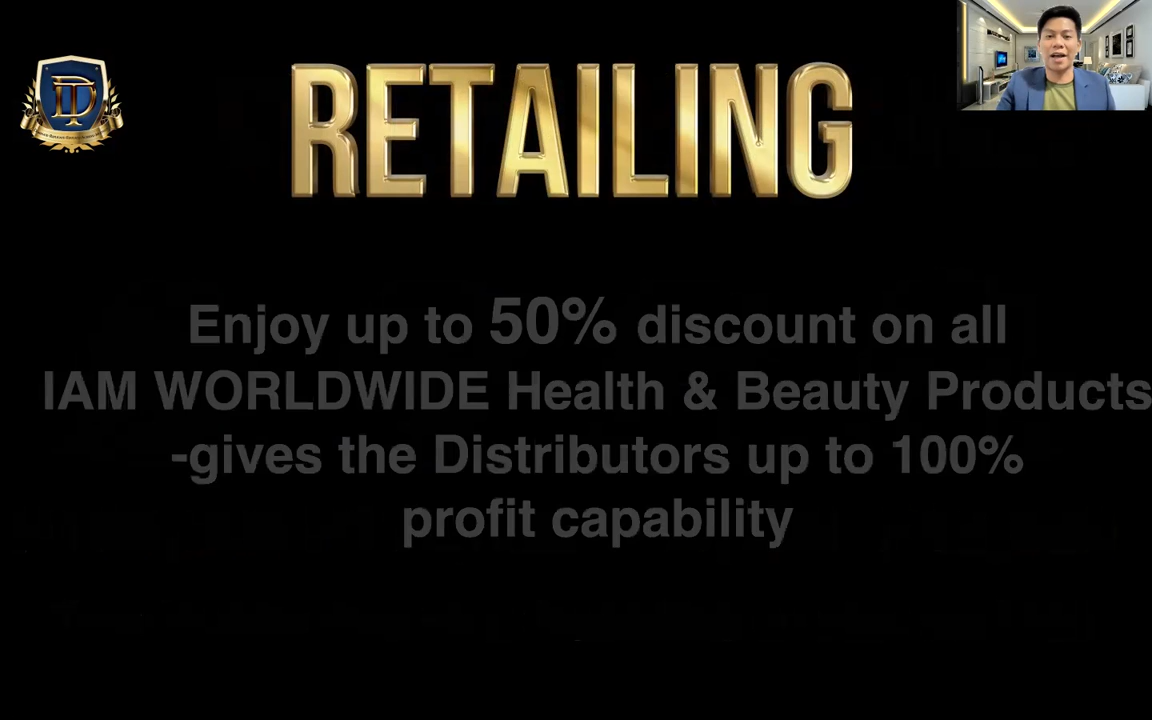 RETAILING
Enjoy up to 50% discount on all
IAM WORLDWIDE Health & Beauty Products
-gives the Distributors up to 100%
profit capability
DT